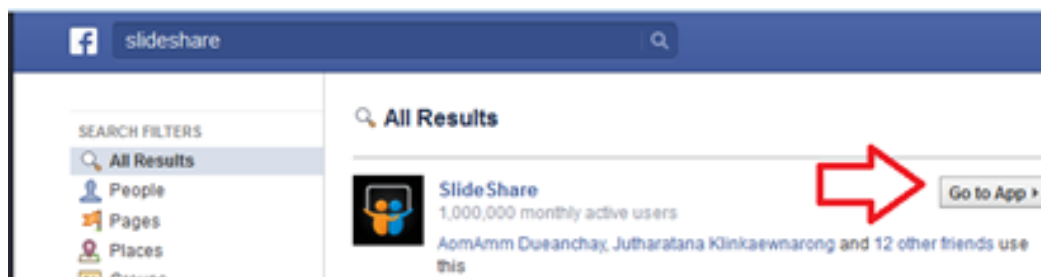 f slideshare
All Results
SEARCH FILTERS
All Results
People
Pages
Places
SlideShare
1,000,000 monthly active users
Go to App
AomAmm Dueanchay, Jutharatana Klinkaewnarong and 12 other friends use
this